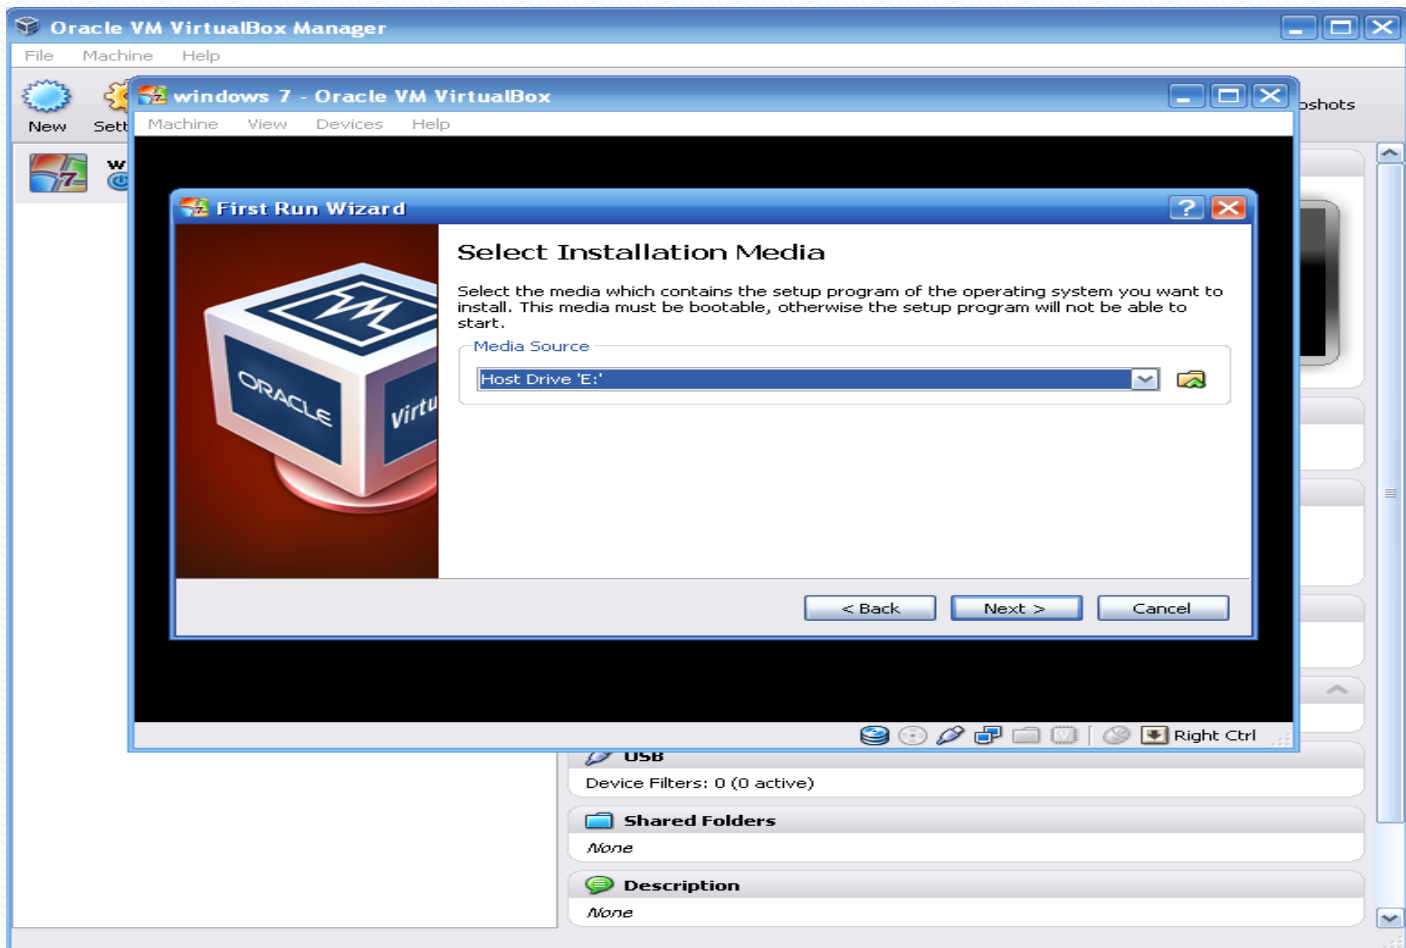 Oracle VM VirtualBox Manager
File Machine Help
New
windows 7 - Oracle VM VirtualBox
Machine View Devices Help
First Run Wizard
Select Installation Media
Select the media which contains the setup program of the operating system you want to
install. This media must be bootable, otherwise the setup program will not be able to
start.
Media Source
Host Drive 'E:'
ORACLE
< Back Next > Cancel
Right Ctrl
USB
Device Filters: 0 (0 active)
Shared Folders
None
Description
None